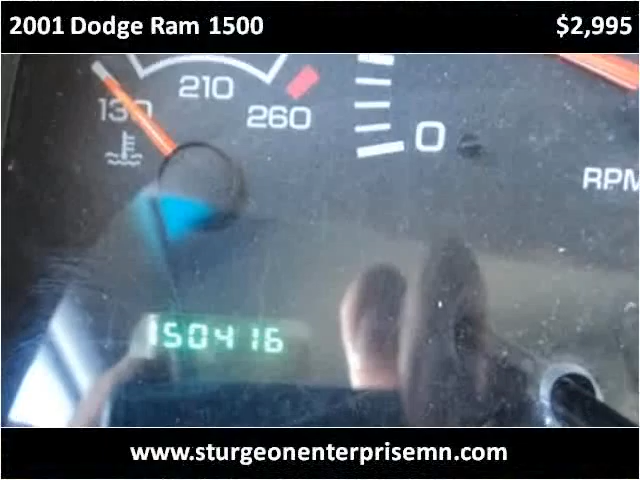 2001 Dodge Ram 1500 $2,995
130 210 260
0
RPM
150416
www.sturgeonenterprisemn.com